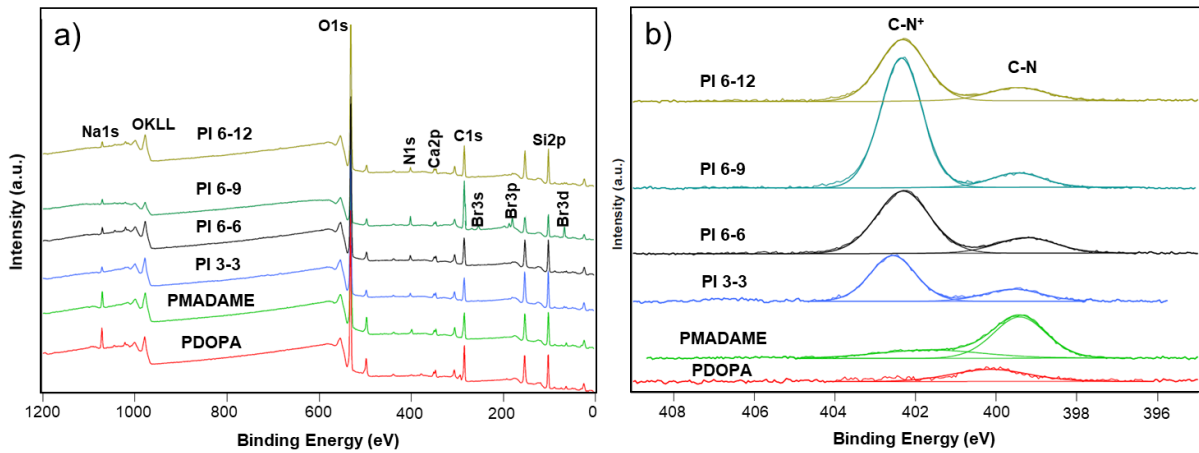 a)
O1s
PI 6-12
Na1s
OKLL
N1s
Ca2p
C1s
Si2p
PI 6-9
Br3s
Br3p
Br3d
PI 6-6
PI 3-3
PMADAME
PDOPA
Intensity (a.u.)
1200 1000 800 600 400 200 0
Binding Energy (eV)
b)
C-N⁺
C-N
PI 6-12
PI 6-9
PI 6-6
PI 3-3
PMADAME
PDOPA
Intensity (a.u.)
408 406 404 402 400 398 396
Binding Energy (eV)